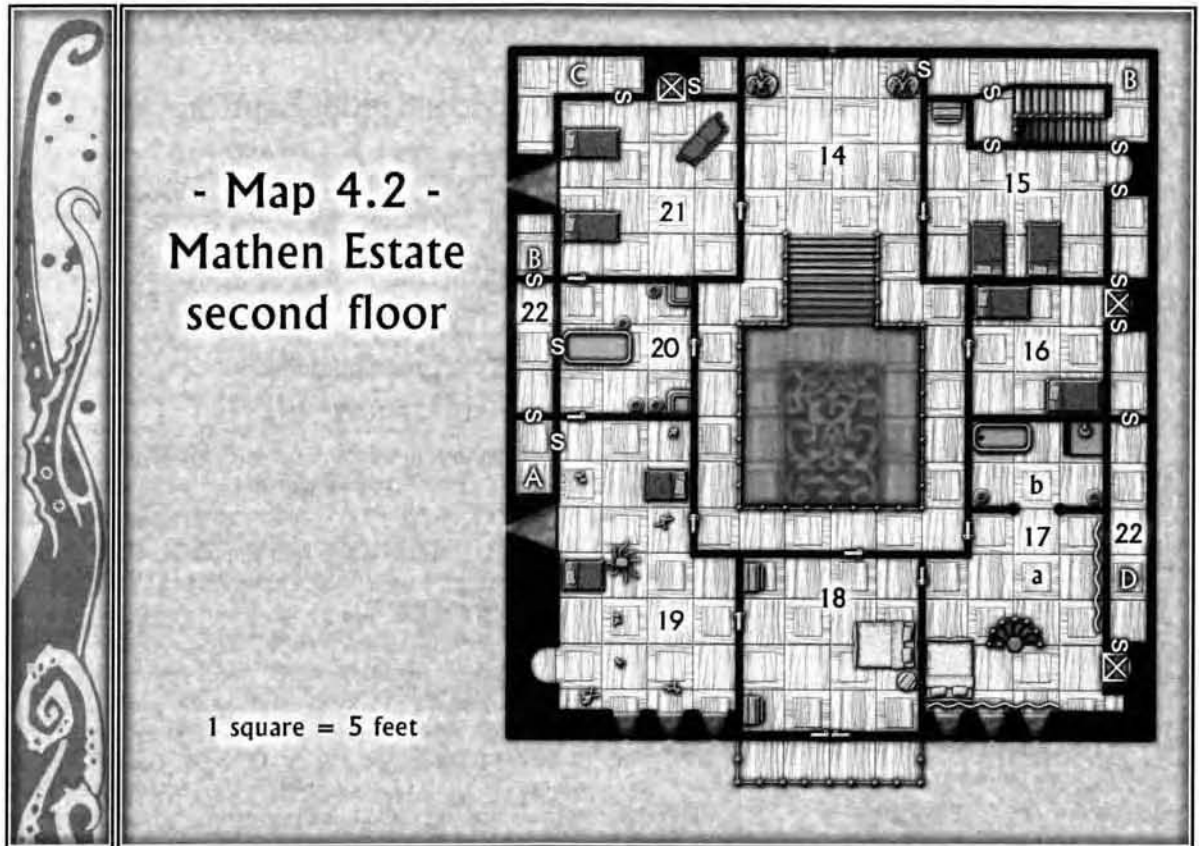 - Map 4.2 -
Mathen Estate
second floor
1 square = 5 feet
C
S
S
S
S
B
14
S
S
15
21
S
B
S
S
22
S
20
S
16
S
S
S
A
b
17
22
a
D
18
19
S